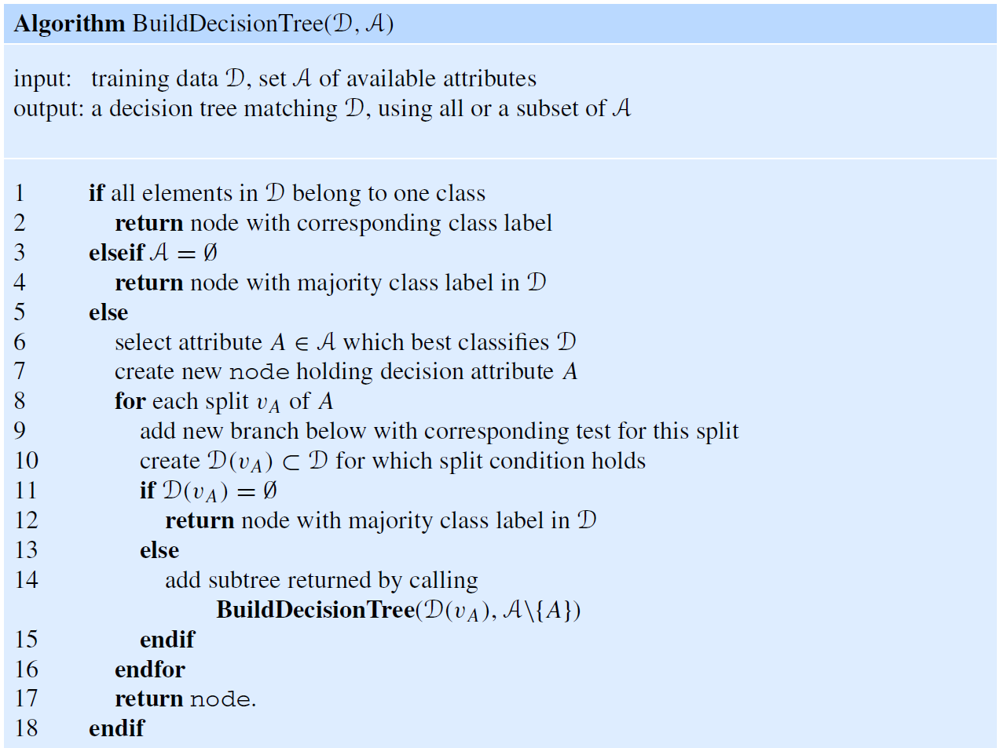 Algorithm BuildDecisionTree(𝒟, 𝒜)
input: training data 𝒟, set 𝒜 of available attributes
output: a decision tree matching 𝒟, using all or a subset of 𝒜
1 if all elements in 𝒟 belong to one class
2 return node with corresponding class label
3 elseif 𝒜 = ∅
4 return node with majority class label in 𝒟
5 else
6 select attribute A ∈ 𝒜 which best classifies 𝒟
7 create new node holding decision attribute A
8 for each split v_A of A
9 add new branch below with corresponding test for this split
10 create 𝒟(v_A) ⊂ 𝒟 for which split condition holds
11 if 𝒟(v_A) = ∅
12 return node with majority class label in 𝒟
13 else
14 add subtree returned by calling
BuildDecisionTree(𝒟(v_A), 𝒜\{A})
15 endif
16 endfor
17 return node.
18 endif